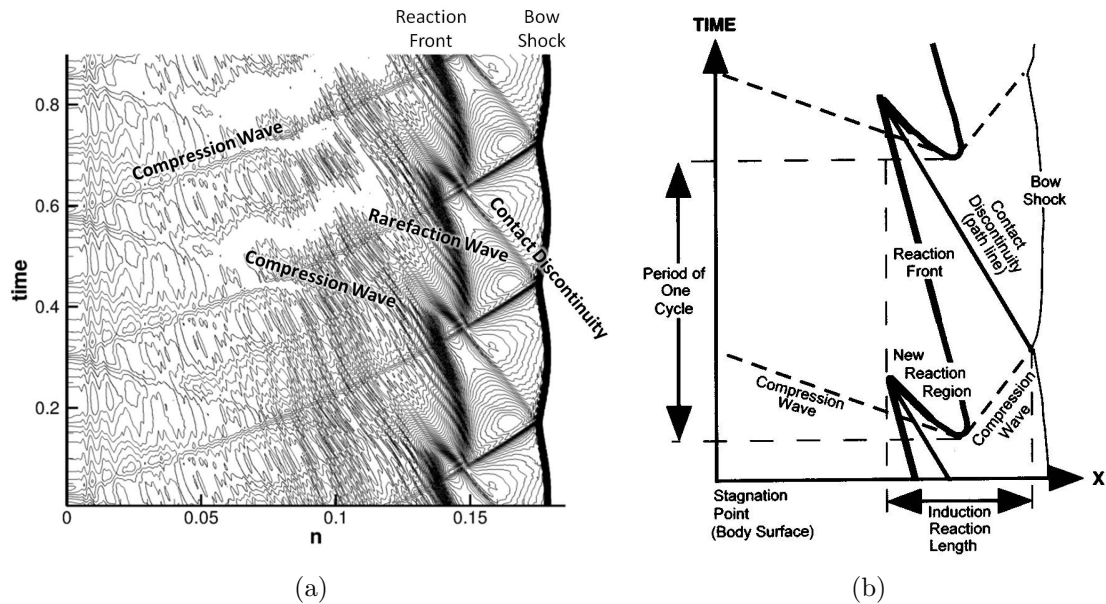 Reaction
Front
Bow
Shock
0.8
0.6
0.4
0.2
time
Compression Wave
Rarefaction Wave
Compression Wave
Contact Discontinuity
0
0.05
0.1
0.15
n
(a)
TIME
Period of
One
Cycle
Reaction
Front
Contact
Discontinuity
(path line)
Bow
Shock
New
Reaction
Region
Compression
Wave
Compression
Wave
X
Stagnation
Point
(Body Surface)
Induction
Reaction
Length
(b)